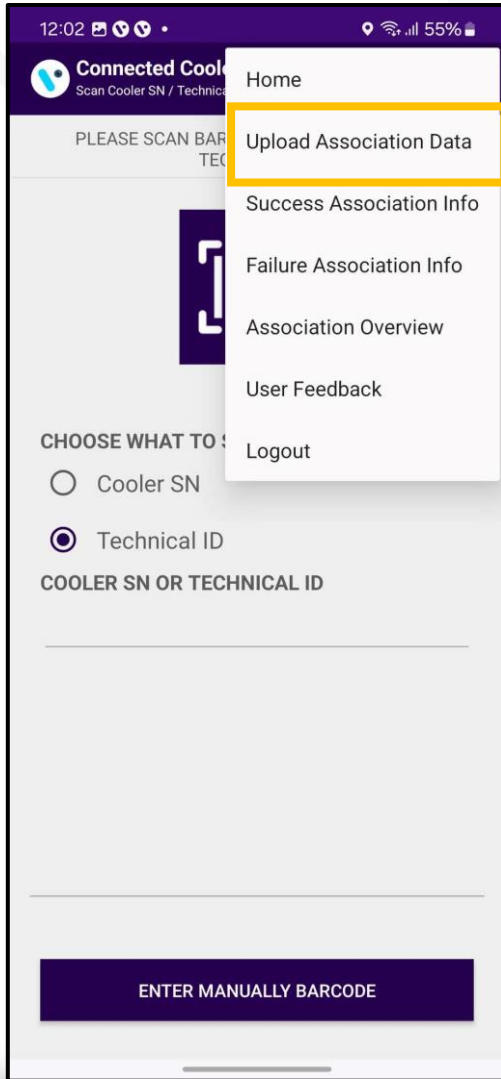 12:02 55%
Connected Coole
Scan Cooler SN / Technica
PLEASE SCAN BAR
TEC
Home
Upload Association Data
Success Association Info
Failure Association Info
Association Overview
User Feedback
Logout
CHOOSE WHAT TO S
Cooler SN
Technical ID
COOLER SN OR TECHNICAL ID
ENTER MANUALLY BARCODE